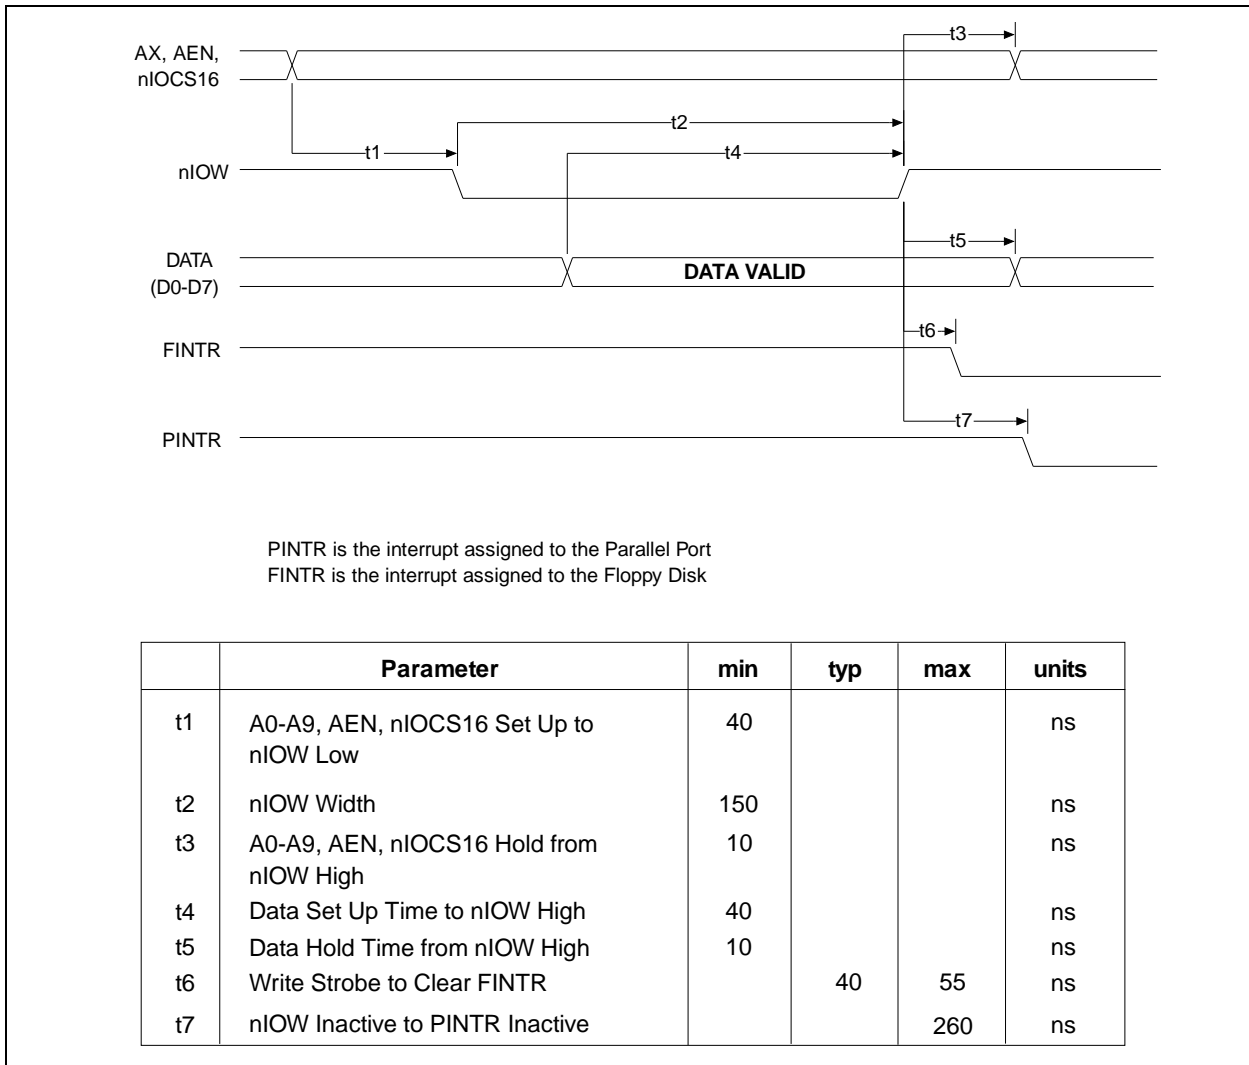 t3
AX, AEN,
nIOCS16
t2
t1
t4
nIOW
t5
DATA
(D0-D7)
DATA VALID
t6
FINTR
t7
PINTR
PINTR is the interrupt assigned to the Parallel Port
FINTR is the interrupt assigned to the Floppy Disk
Parameter min typ max units
t1 A0-A9, AEN, nIOCS16 Set Up to 40 ns
nIOW Low
t2 nIOW Width 150 ns
t3 A0-A9, AEN, nIOCS16 Hold from 10 ns
nIOW High
t4 Data Set Up Time to nIOW High 40 ns
t5 Data Hold Time from nIOW High 10 ns
t6 Write Strobe to Clear FINTR 40 55 ns
t7 nIOW Inactive to PINTR Inactive 260 ns